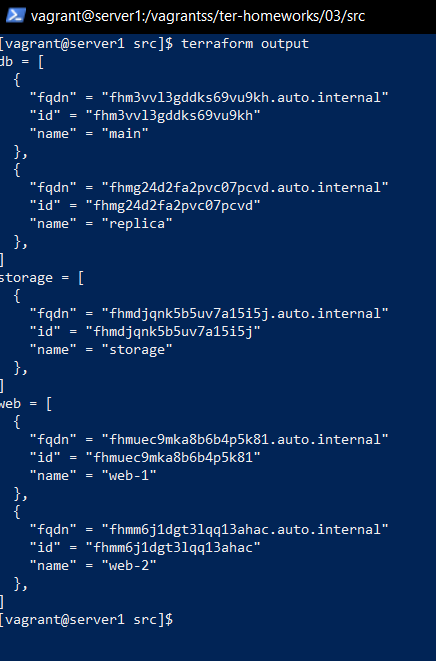 vagrant@server1:/vagrantss/ter-homeworks/03/src
[vagrant@server1 src]$ terraform output
db = [
  {
    "fqdn" = "fhm3vvl3gddks69vu9kh.auto.internal"
    "id" = "fhm3vvl3gddks69vu9kh"
    "name" = "main"
  },
  {
    "fqdn" = "fhmg24d2fa2pvc07pcvd.auto.internal"
    "id" = "fhmg24d2fa2pvc07pcvd"
    "name" = "replica"
  },
]
storage = [
  {
    "fqdn" = "fhmdjqnk5b5uv7a15i5j.auto.internal"
    "id" = "fhmdjqnk5b5uv7a15i5j"
    "name" = "storage"
  },
]
web = [
  {
    "fqdn" = "fhmuec9mka8b6b4p5k81.auto.internal"
    "id" = "fhmuec9mka8b6b4p5k81"
    "name" = "web-1"
  },
  {
    "fqdn" = "fhmm6j1dgt3lqq13ahac.auto.internal"
    "id" = "fhmm6j1dgt3lqq13ahac"
    "name" = "web-2"
  },
]
[vagrant@server1 src]$